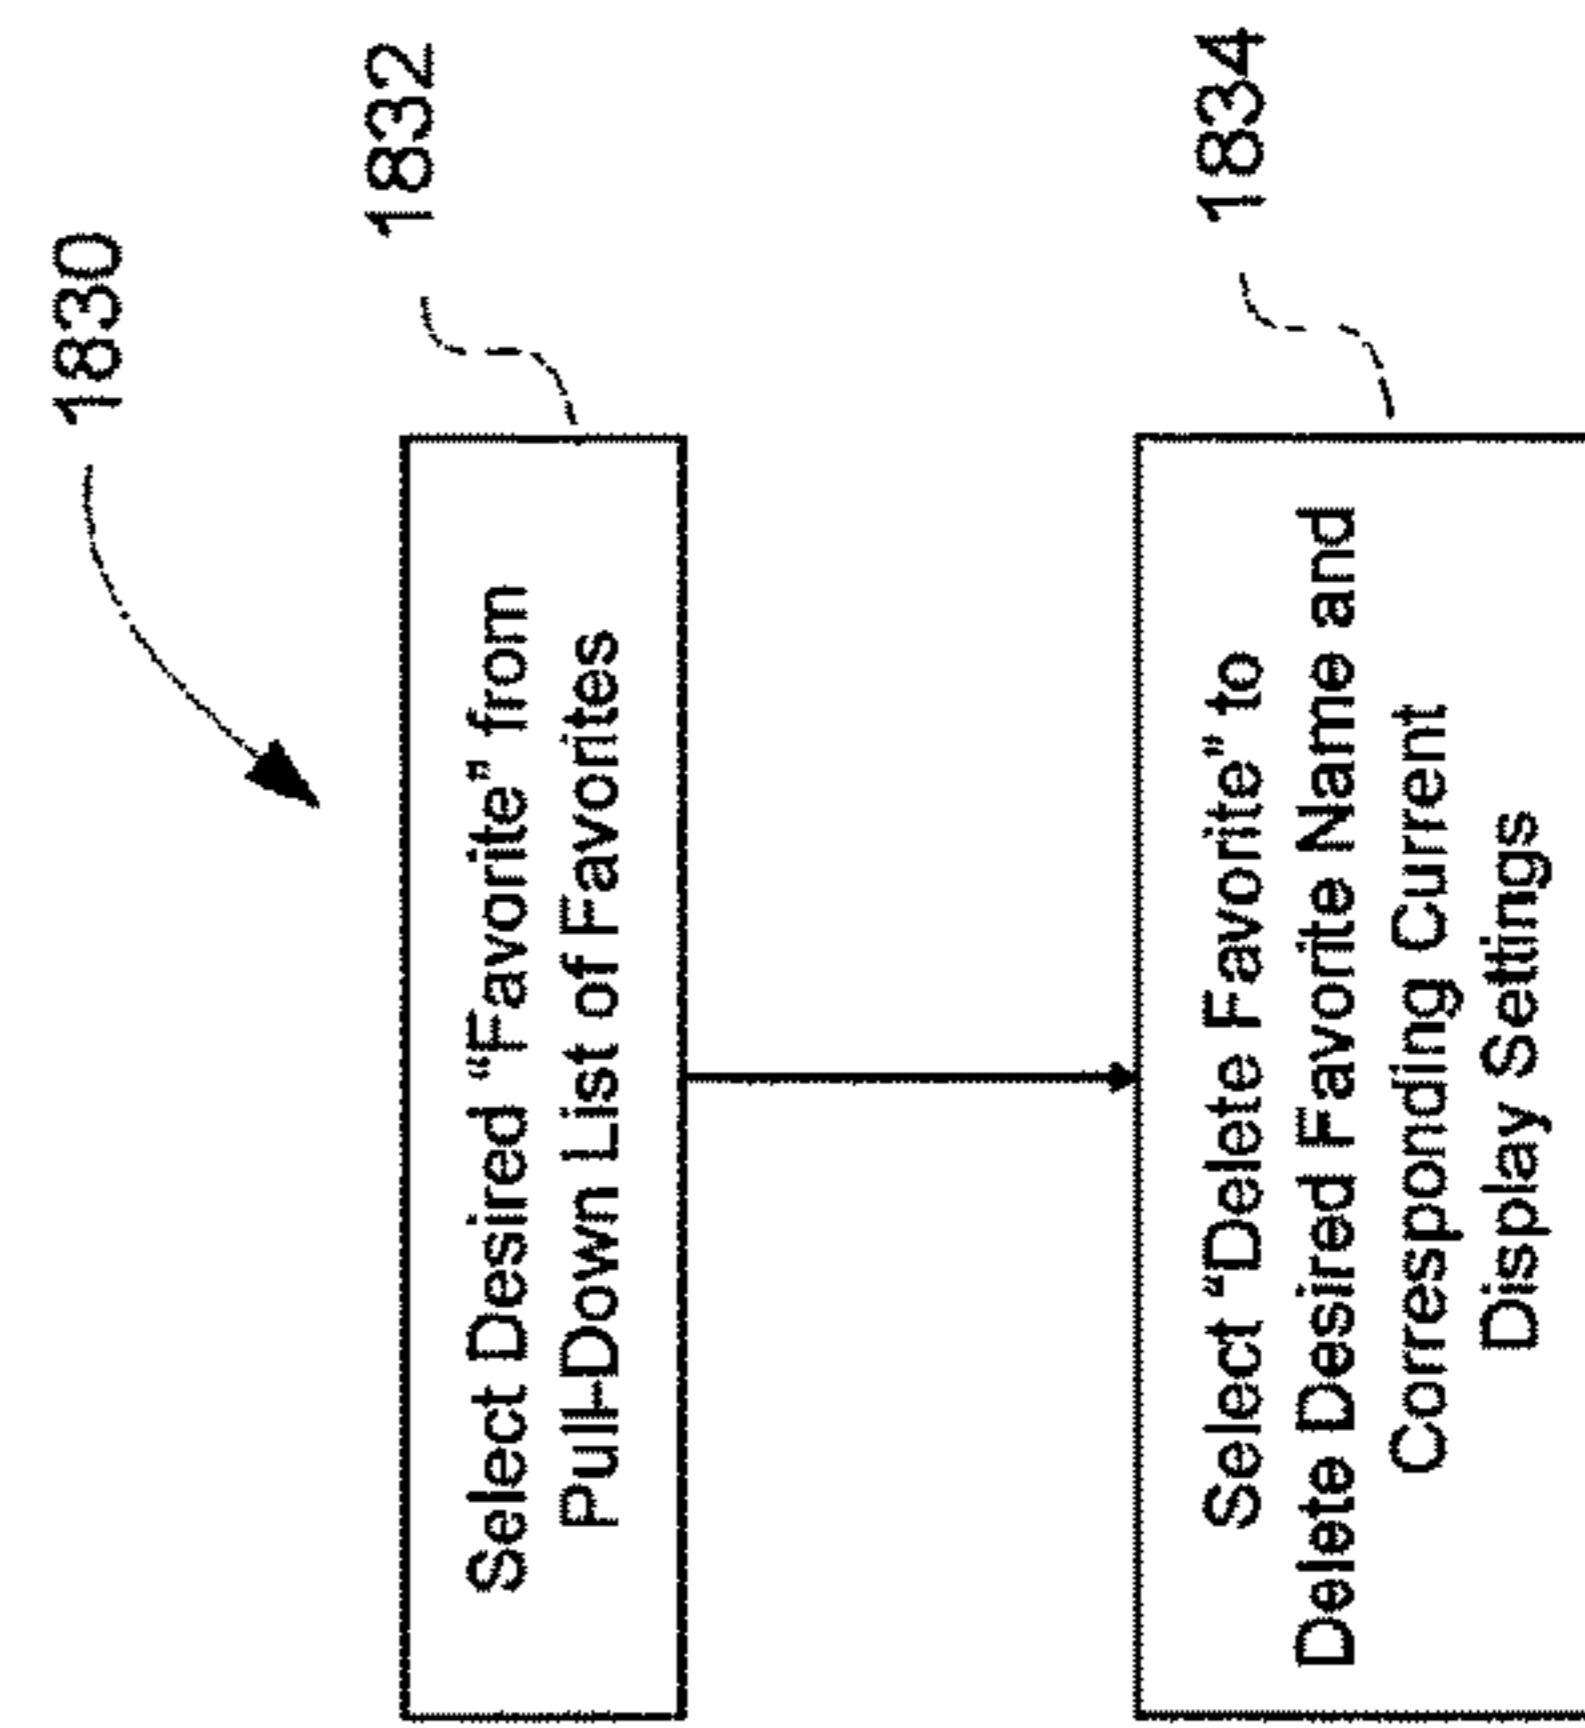 1830
1832
Select Desired “Favorite” from
Pull-Down List of Favorites
1834
Select “Delete Favorite” to
Delete Desired Favorite Name and
Corresponding Current
Display Settings